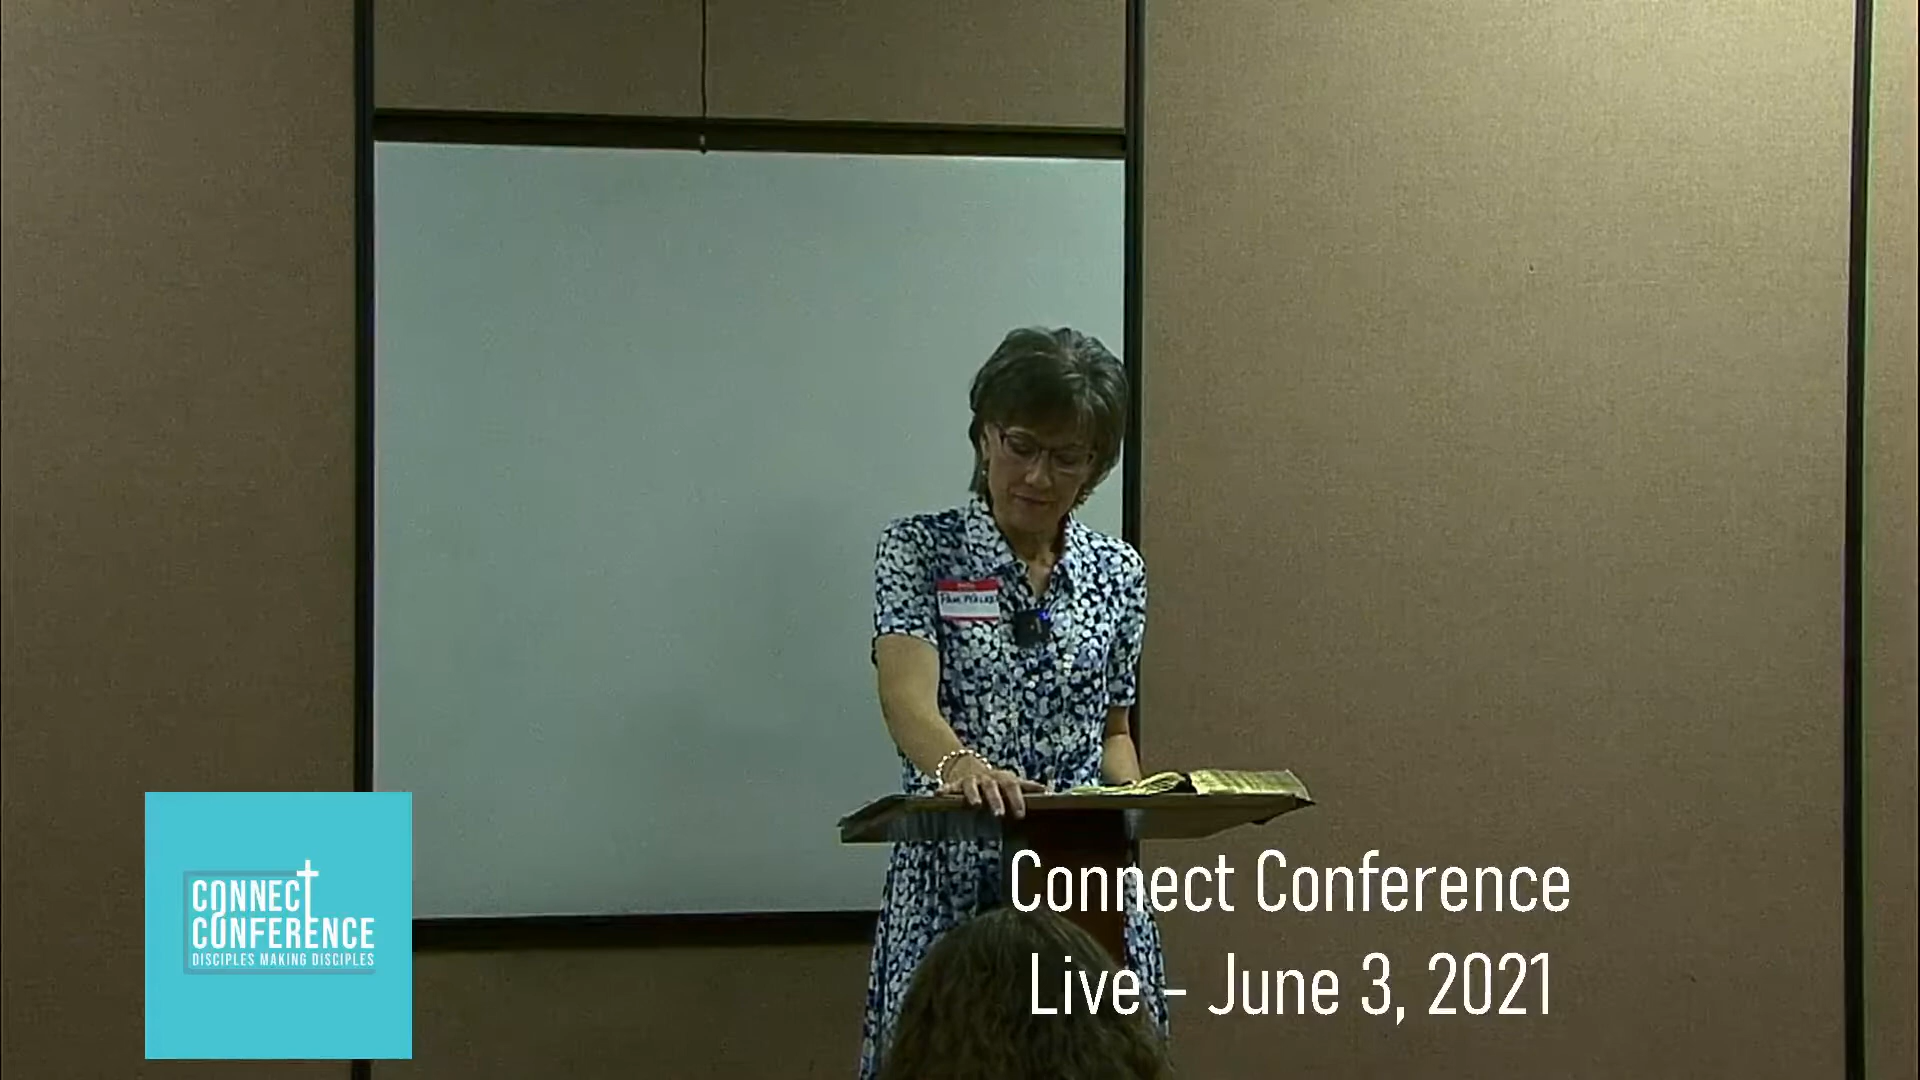 CONNECT
CONFERENCE
DISCIPLES MAKING DISCIPLES
Connect Conference
Live - June 3, 2021